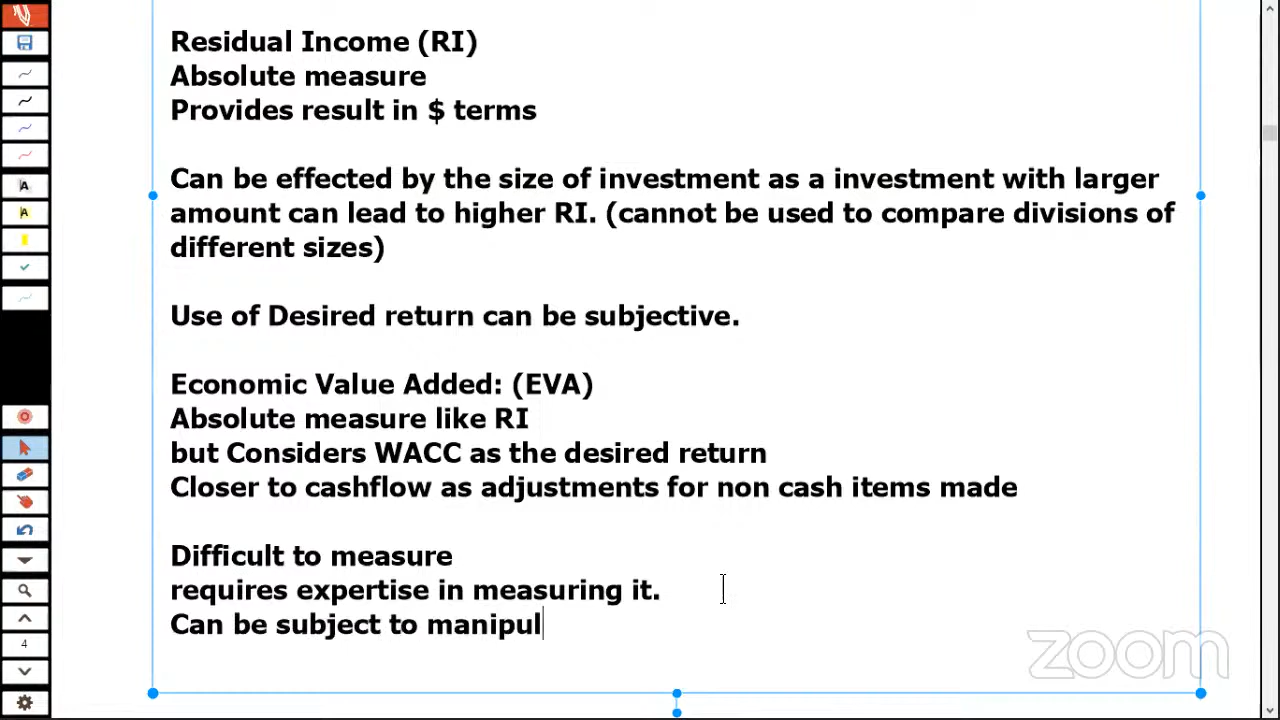 Residual Income (RI)
Absolute measure
Provides result in $ terms
Can be effected by the size of investment as a investment with larger
amount can lead to higher RI. (cannot be used to compare divisions of
different sizes)
Use of Desired return can be subjective.
Economic Value Added: (EVA)
Absolute measure like RI
but Considers WACC as the desired return
Closer to cashflow as adjustments for non cash items made
Difficult to measure
requires expertise in measuring it.
Can be subject to manipul
A
A
4
zoom